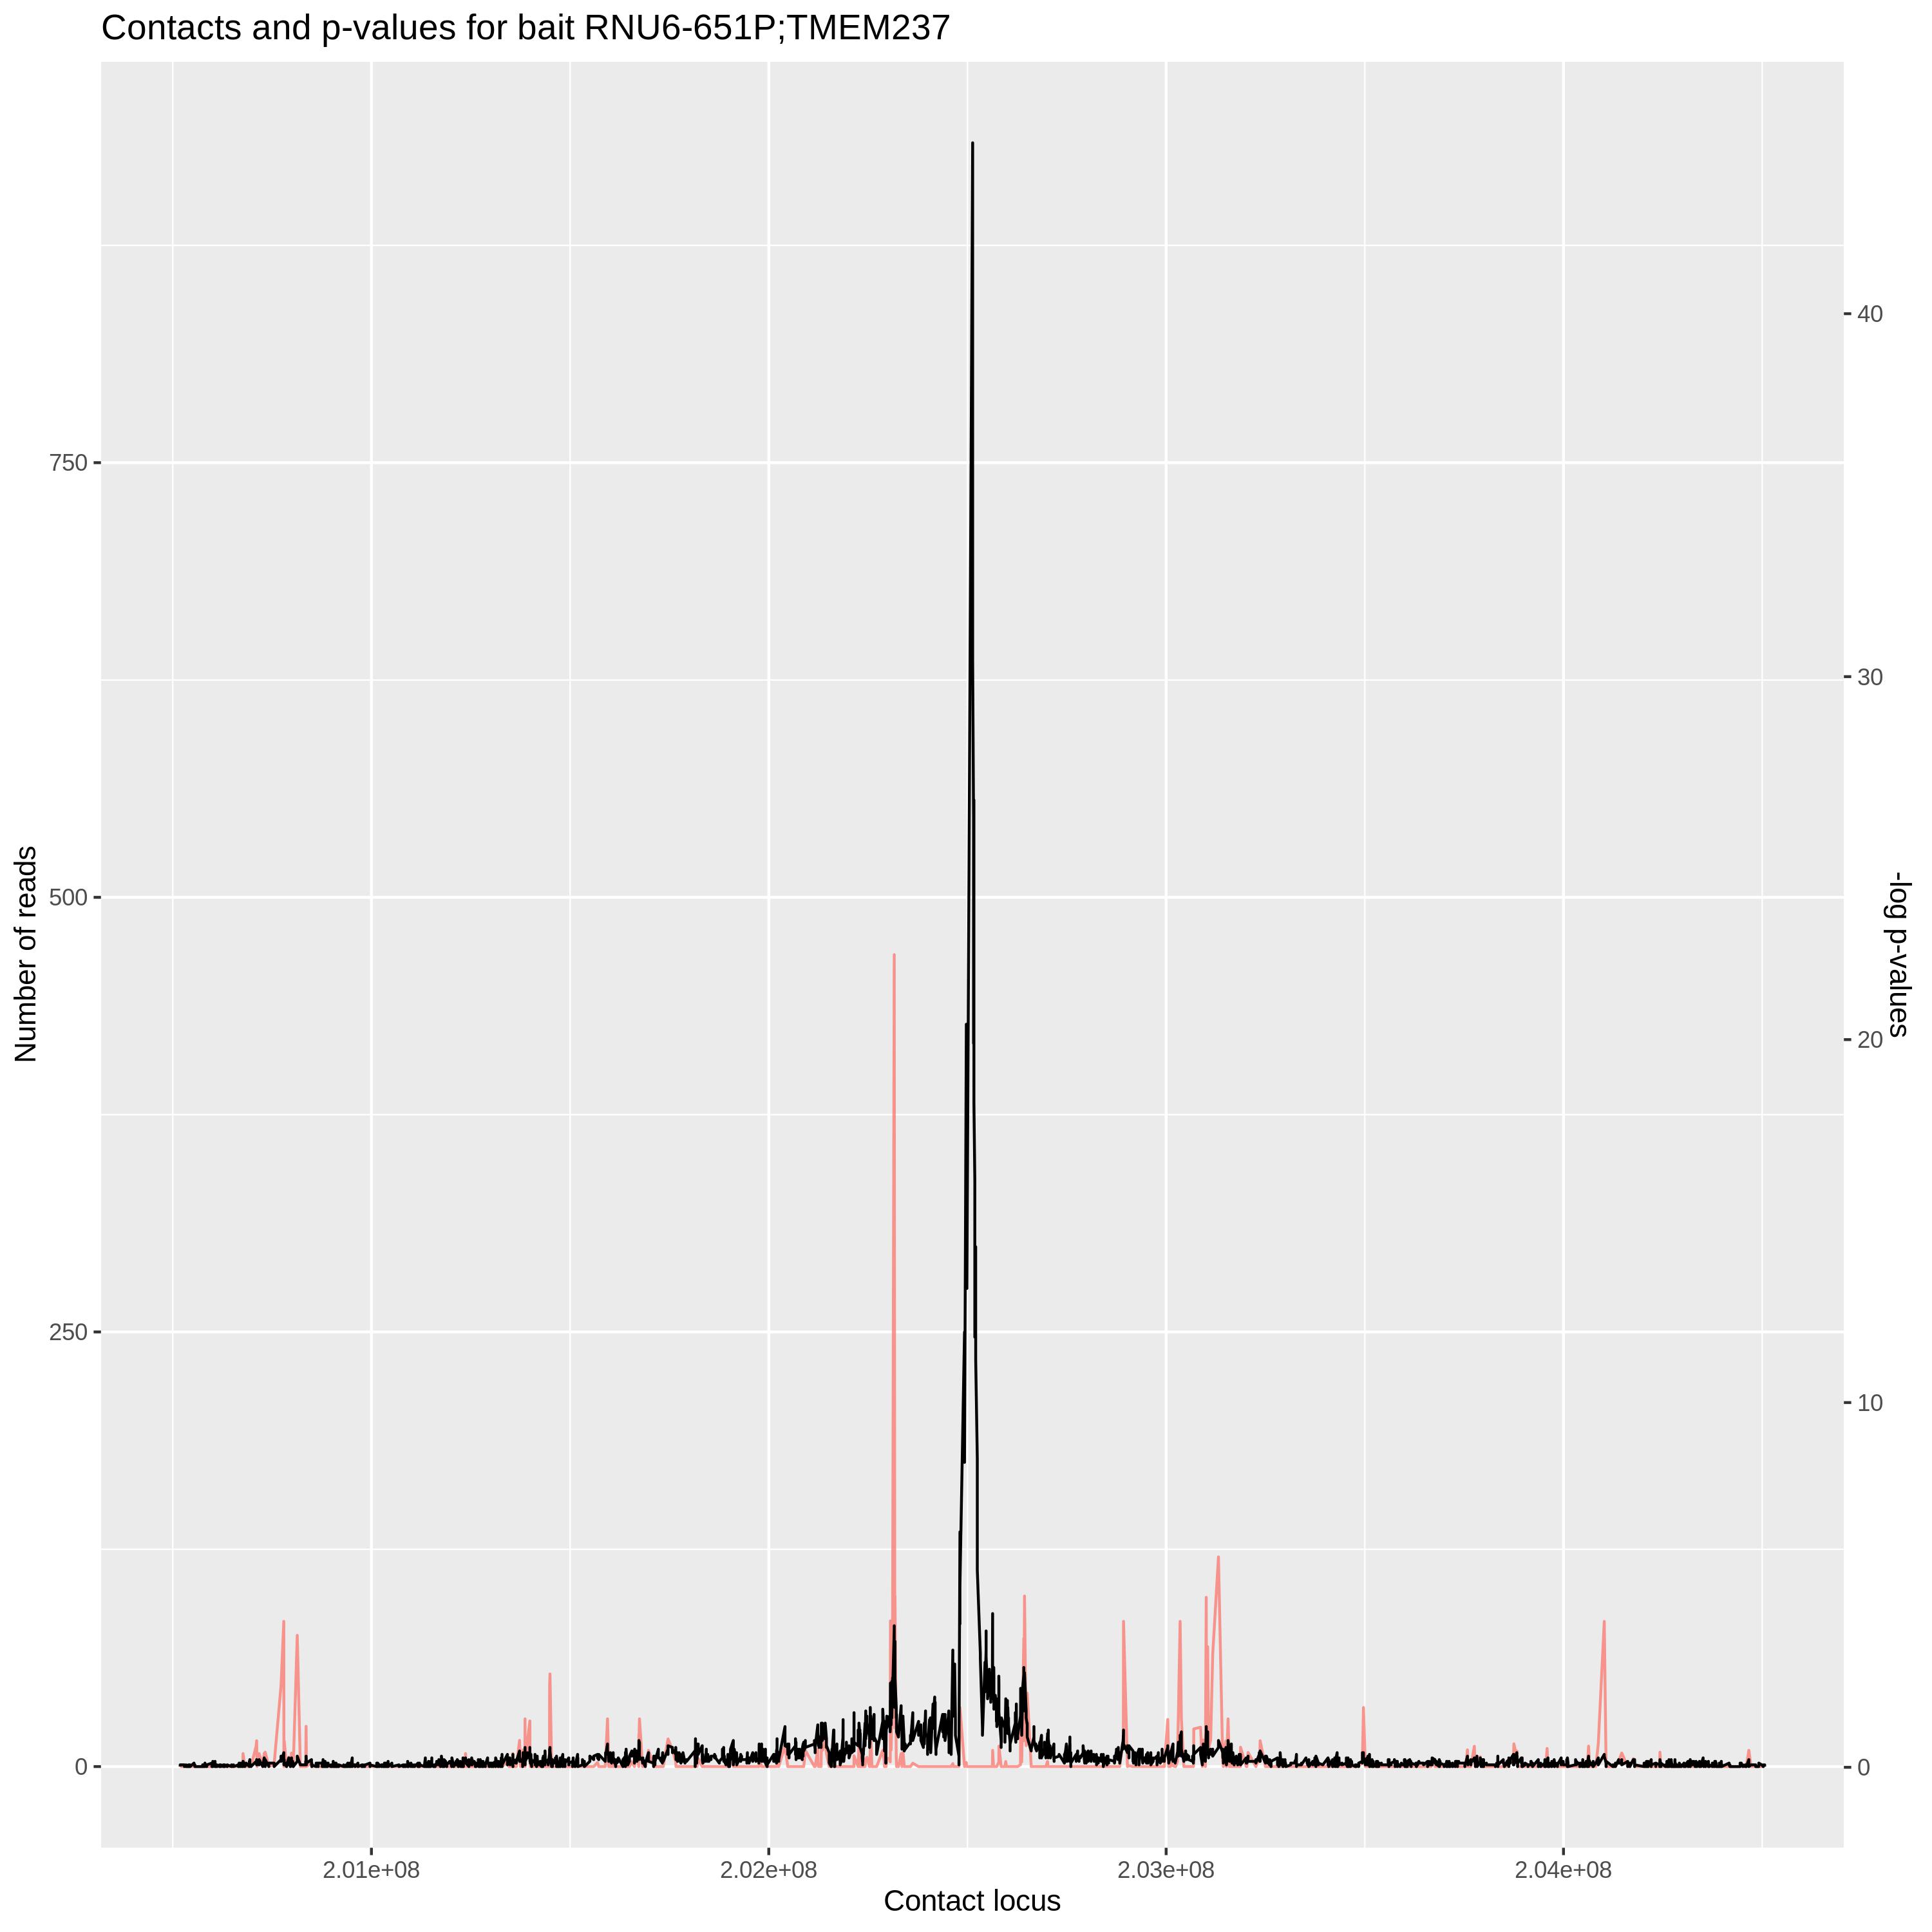 Contacts and p-values for bait RNU6-651P;TMEM237
Number of reads
750
500
250
0
40
30
20
10
0
-log p-values
2.01e+08
2.02e+08
2.03e+08
2.04e+08
Contact locus